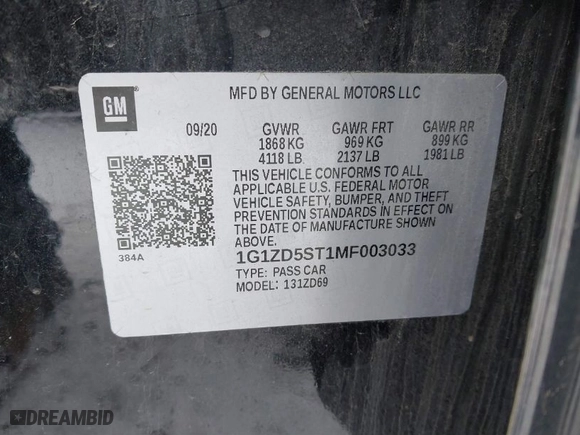 GM
MFD BY GENERAL MOTORS LLC
09/20 GVWR GAWR FRT GAWR RR
1868 KG 969 KG 899 KG
4118 LB 2137 LB 1981 LB
THIS VEHICLE CONFORMS TO ALL
APPLICABLE U.S. FEDERAL MOTOR
VEHICLE SAFETY, BUMPER, AND THEFT
PREVENTION STANDARDS IN EFFECT ON
THE DATE OF MANUFACTURE SHOWN
ABOVE.
384A
1G1ZD5ST1MF003033
TYPE: PASS CAR
MODEL: 131ZD69
DREAMBID